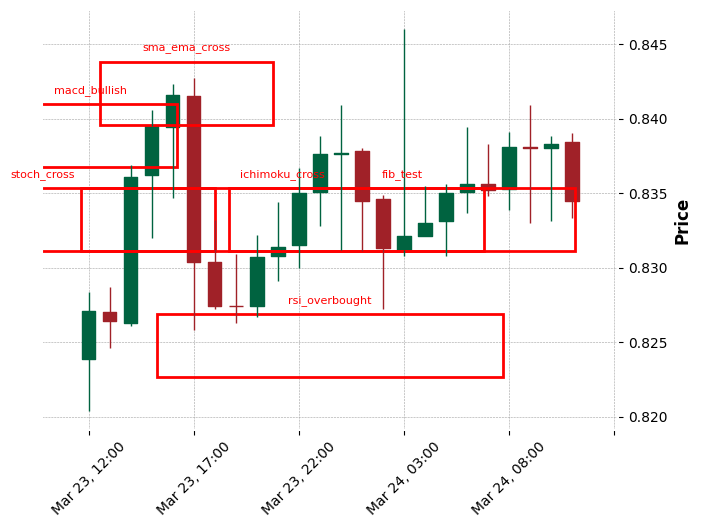 sma_ema_cross
macd_bullish
stoch_cross
ichimoku_cross
fib_test
rsi_overbought
0.845
0.840
0.835
0.830
0.825
0.820
Price
Mar 23, 12:00
Mar 23, 17:00
Mar 23, 22:00
Mar 24, 03:00
Mar 24, 08:00